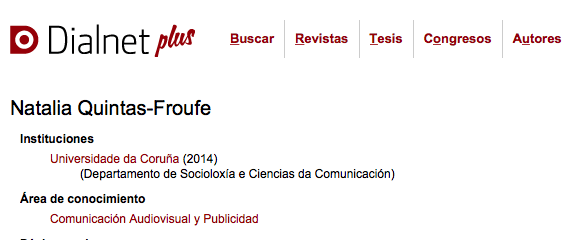 Dialnet plus
Buscar Revistas Tesis Congresos Autores
Natalia Quintas-Froufe
Instituciones
Universidade da Coruña (2014)
(Departamento de Socioloxía e Ciencias da Comunicación)
Área de conocimiento
Comunicación Audiovisual y Publicidad